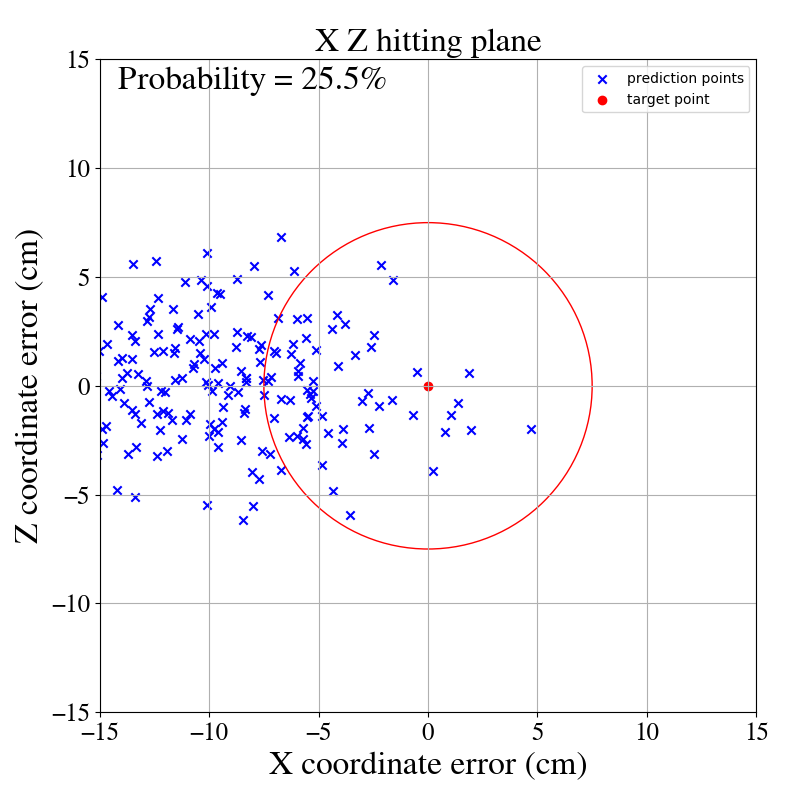 X Z hitting plane
Probability = 25.5%
prediction points
target point
15
10
5
0
−5
−10
−15
Z coordinate error (cm)
−15 −10 −5 0 5 10 15
X coordinate error (cm)